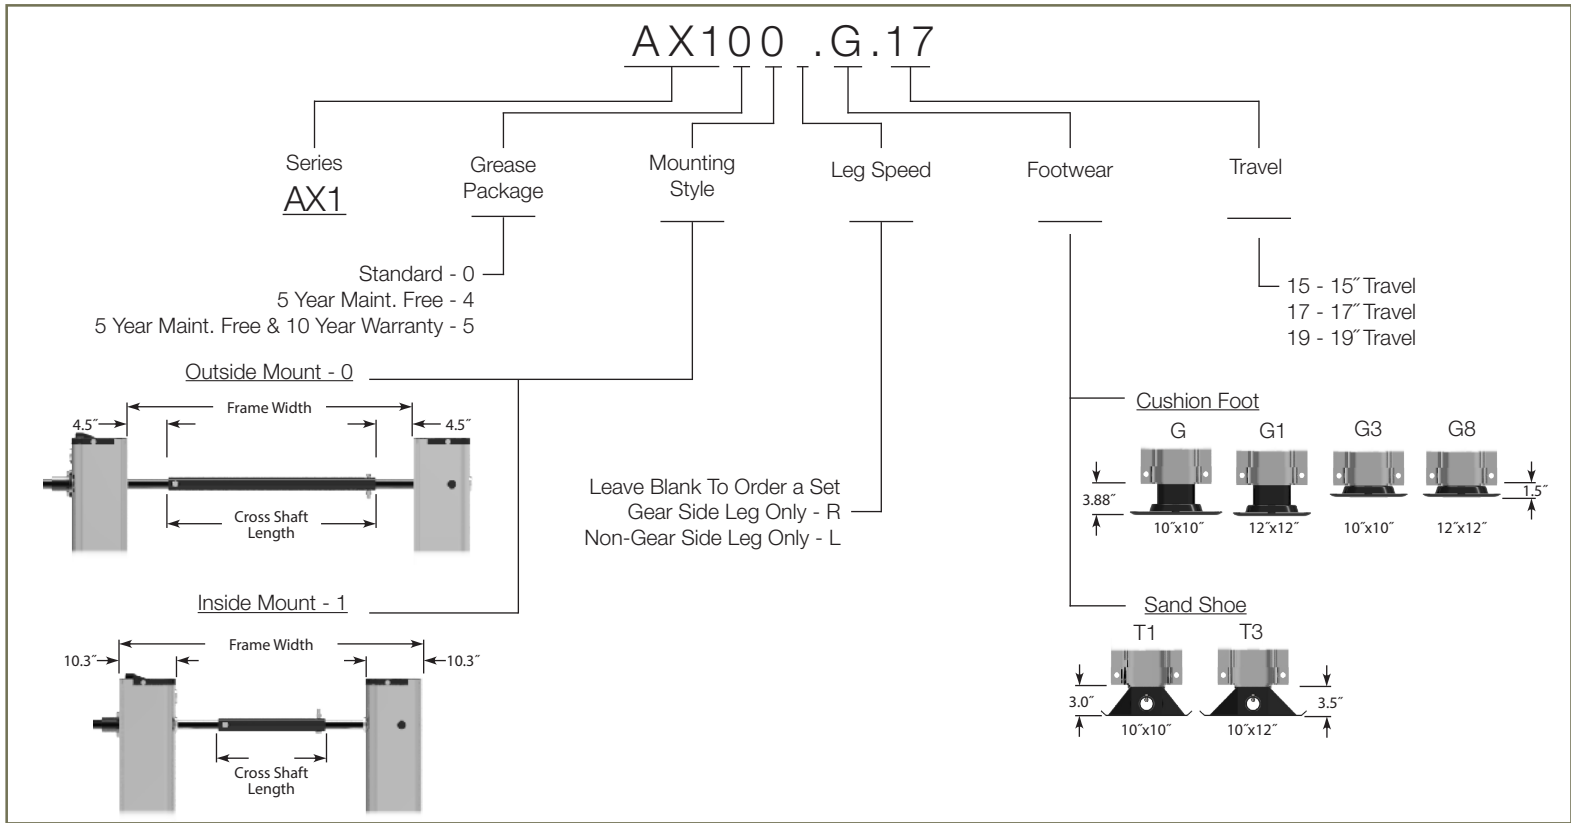 AX100 .G.17
Series
AX1
Grease
Package
Mounting
Style
Leg Speed
Footwear
Travel
Standard - 0
5 Year Maint. Free - 4
5 Year Maint. Free & 10 Year Warranty - 5
15 - 15˝ Travel
17 - 17˝ Travel
19 - 19˝ Travel
Outside Mount - 0
Frame Width
4.5˝
4.5˝
Cross Shaft
Length
Leave Blank To Order a Set
Gear Side Leg Only - R
Non-Gear Side Leg Only - L
Cushion Foot
G
G1
G3
G8
3.88˝
1.5˝
10˝x10˝
12˝x12˝
10˝x10˝
12˝x12˝
Inside Mount - 1
Frame Width
10.3˝
10.3˝
Cross Shaft
Length
Sand Shoe
T1
T3
3.0˝
3.5˝
10˝x10˝
10˝x12˝